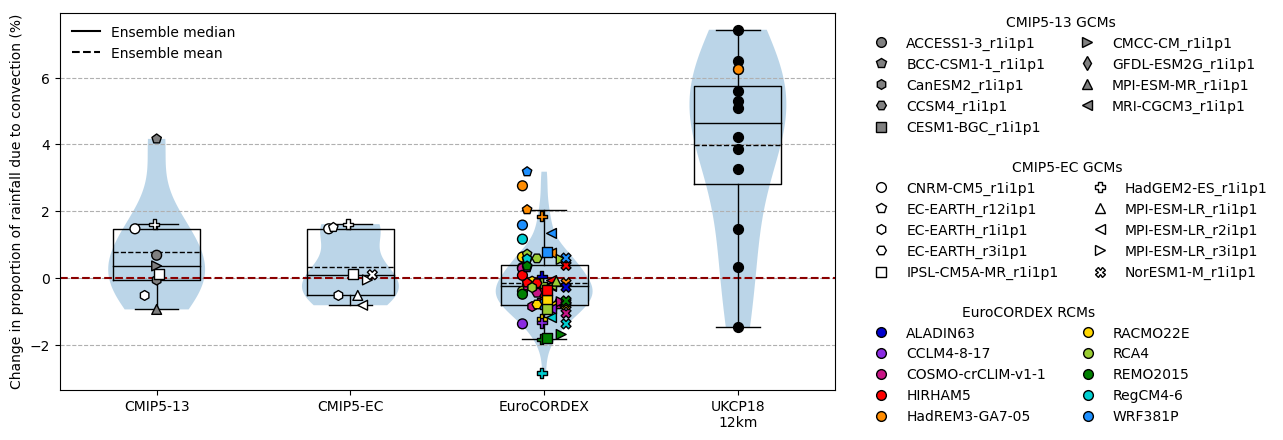 Change in proportion of rainfall due to convection (%)
Ensemble median
Ensemble mean
6
4
2
0
−2
CMIP5-13
CMIP5-EC
EuroCORDEX
UKCP18
12km
CMIP5-13 GCMs
ACCESS1-3_r1i1p1
BCC-CSM1-1_r1i1p1
CanESM2_r1i1p1
CCSM4_r1i1p1
CESM1-BGC_r1i1p1
CMCC-CM_r1i1p1
GFDL-ESM2G_r1i1p1
MPI-ESM-MR_r1i1p1
MRI-CGCM3_r1i1p1
CMIP5-EC GCMs
CNRM-CM5_r1i1p1
EC-EARTH_r12i1p1
EC-EARTH_r1i1p1
EC-EARTH_r3i1p1
IPSL-CM5A-MR_r1i1p1
HadGEM2-ES_r1i1p1
MPI-ESM-LR_r1i1p1
MPI-ESM-LR_r2i1p1
MPI-ESM-LR_r3i1p1
NorESM1-M_r1i1p1
EuroCORDEX RCMs
ALADIN63
CCLM4-8-17
COSMO-crCLIM-v1-1
HIRHAM5
HadREM3-GA7-05
RACMO22E
RCA4
REMO2015
RegCM4-6
WRF381P